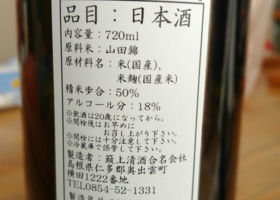 品目：日本酒
内容量：720ml
原料米：山田錦
原材料名：米(国産)、
米麹(国産米)
精米歩合：50%
アルコール分：18%
※飲酒は20歳になってから。
※開栓後はお早めに
お召し上がり下さい。
※開栓には十分注意して下さい。
※冷蔵庫で保管して下さい。
製造者：簸上清酒合名会社
島根県仁多郡奥出雲町
横田1222番地
TEL0854-52-1331
製造年月